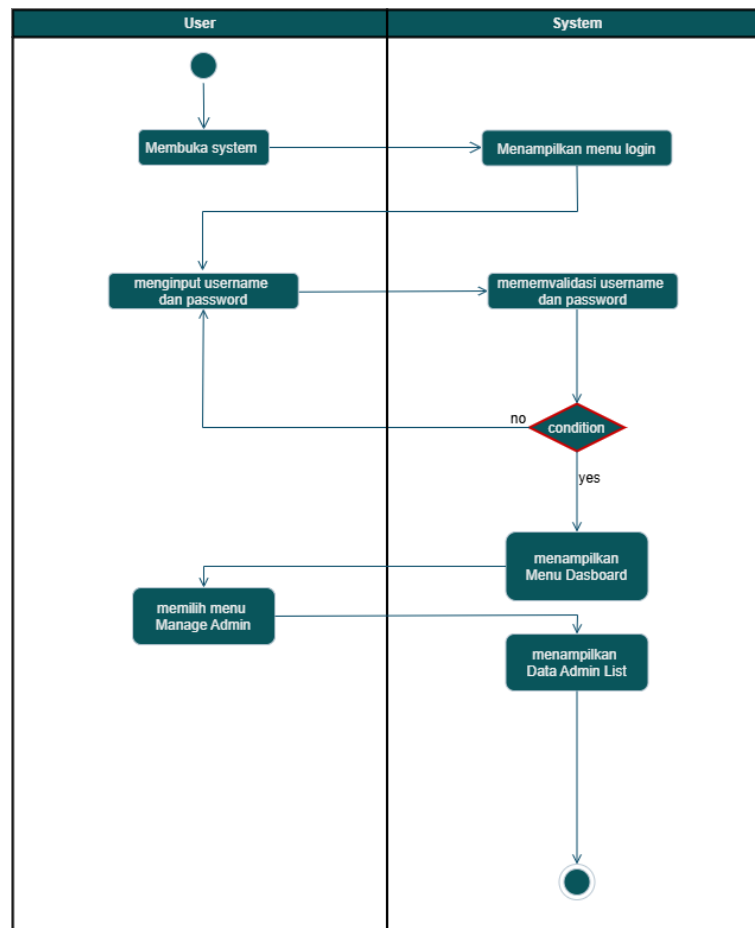 User
System
Membuka system
Menampilkan menu login
menginput username
dan password
mememvalidasi username
dan password
no
condition
yes
menampilkan
Menu Dasboard
memilih menu
Manage Admin
menampilkan
Data Admin List